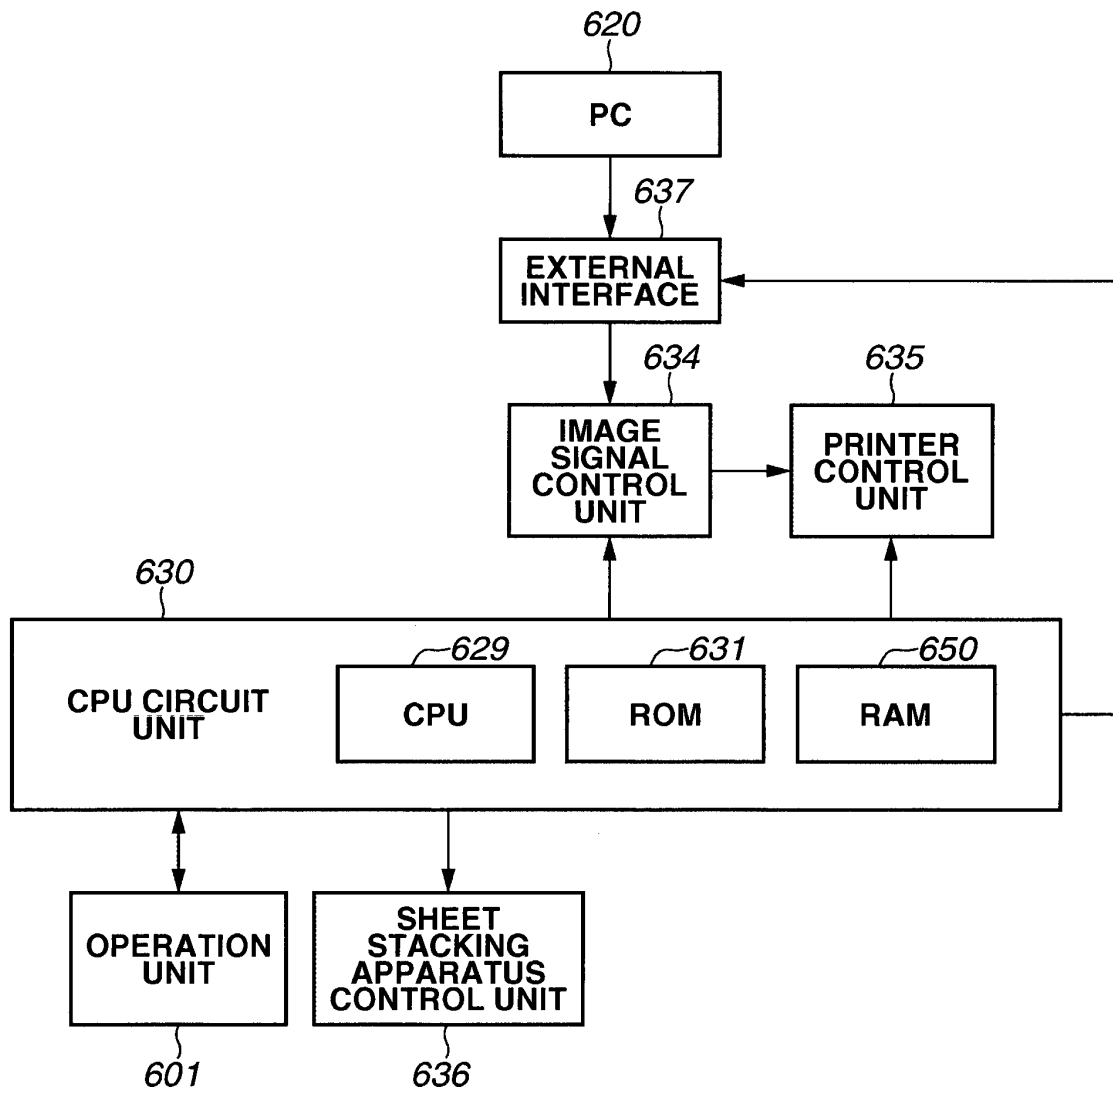 620
PC
637
EXTERNAL
INTERFACE
634
635
IMAGE
SIGNAL
CONTROL
UNIT
PRINTER
CONTROL
UNIT
630
629
631
650
CPU CIRCUIT
UNIT
CPU
ROM
RAM
OPERATION
UNIT
SHEET
STACKING
APPARATUS
CONTROL UNIT
601
636